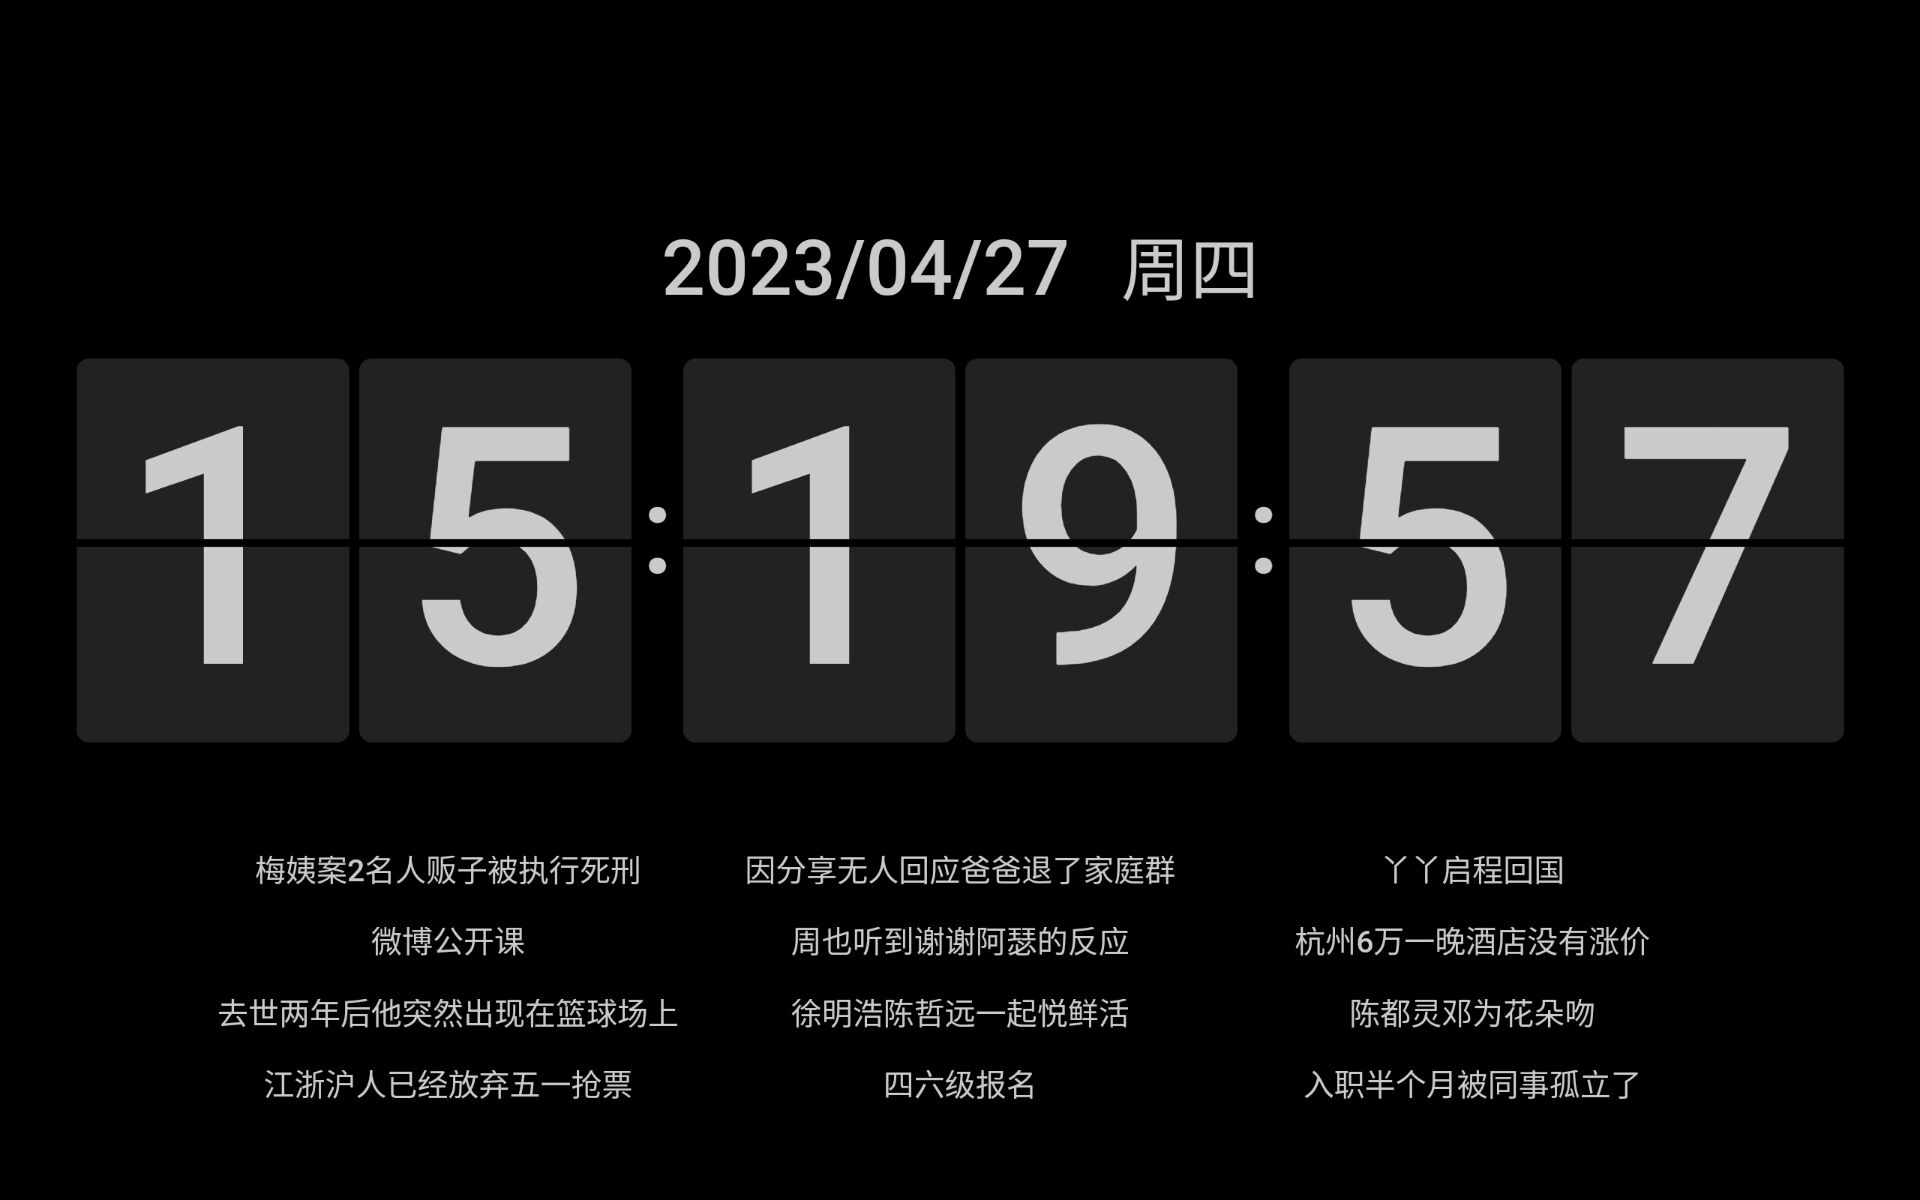 2023/04/27 周四
15:19:57
梅姨案2名人贩子被执行死刑 因分享无人回应爸爸退了家庭群 丫丫启程回国
微博公开课 周也听到谢谢阿瑟的反应 杭州6万一晚酒店没有涨价
去世两年后他突然出现在篮球场上 徐明浩陈哲远一起悦鲜活 陈都灵邓为花朵吻
江浙沪人已经放弃五一抢票 四六级报名 入职半个月被同事孤立了